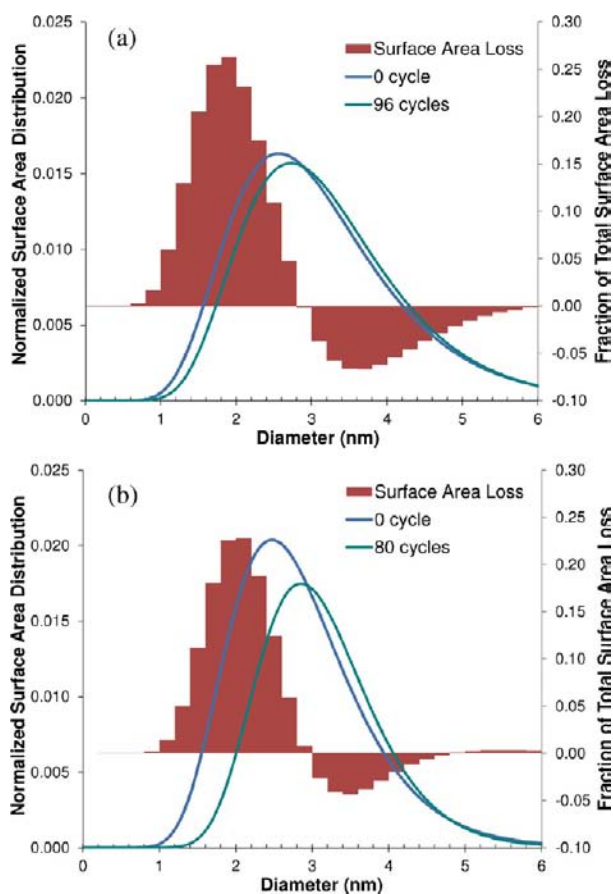 (a)
Surface Area Loss
0 cycle
96 cycles
Normalized Surface Area Distribution
0.025
0.020
0.015
0.010
0.005
0.000
0.30
0.25
0.20
0.15
0.10
0.05
0.00
-0.05
-0.10
Fraction of Total Surface Area Loss
0 1 2 3 4 5 6
Diameter (nm)
(b)
Surface Area Loss
0 cycle
80 cycles
Normalized Surface Area Distribution
0.025
0.020
0.015
0.010
0.005
0.000
0.30
0.25
0.20
0.15
0.10
0.05
0.00
-0.05
-0.10
Fraction of Total Surface Area Loss
0 1 2 3 4 5 6
Diameter (nm)